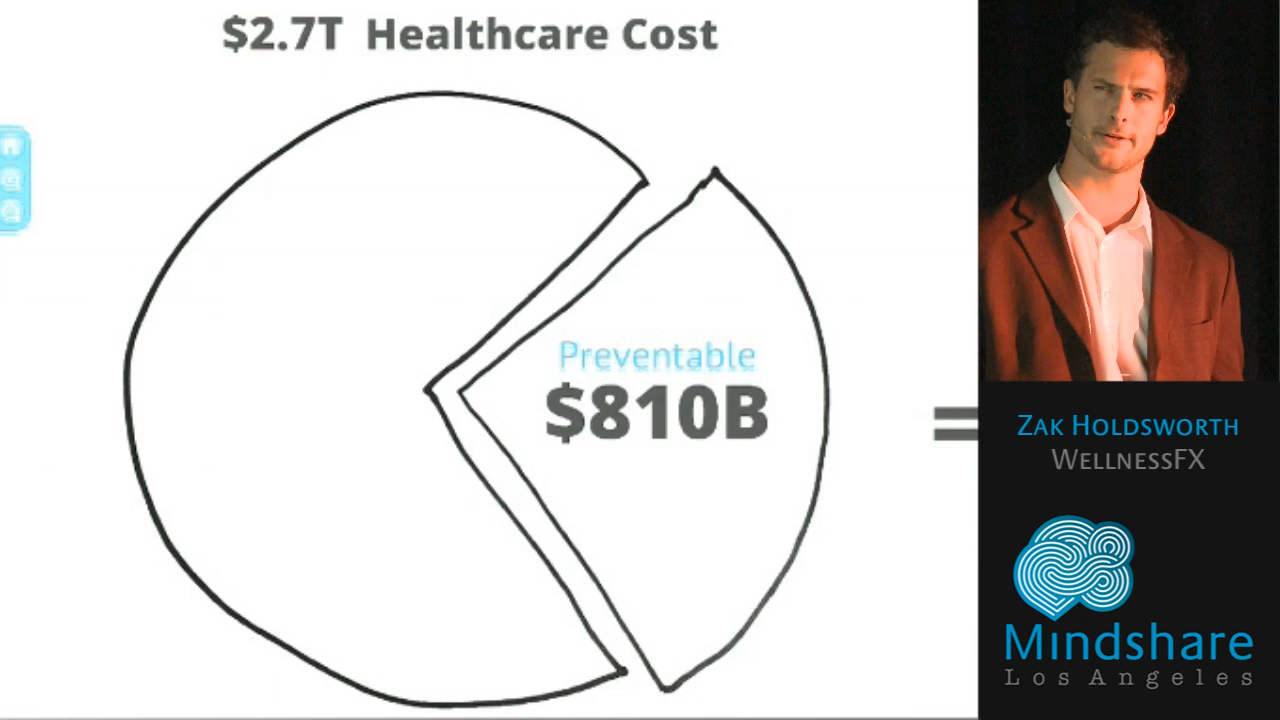 $2.7T Healthcare Cost
Preventable
$810B
=
Zak Holdsworth
WellnessFX
Mindshare
Los Angeles